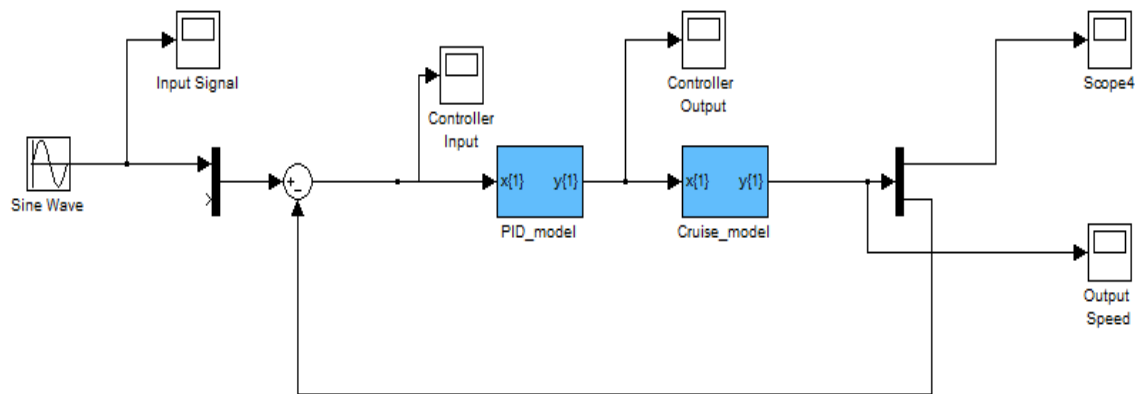 Input Signal
Controller
Input
Controller
Output
Scope4
Sine Wave
+
-
x{1}
y{1}
PID_model
x{1}
y{1}
Cruise_model
Output
Speed